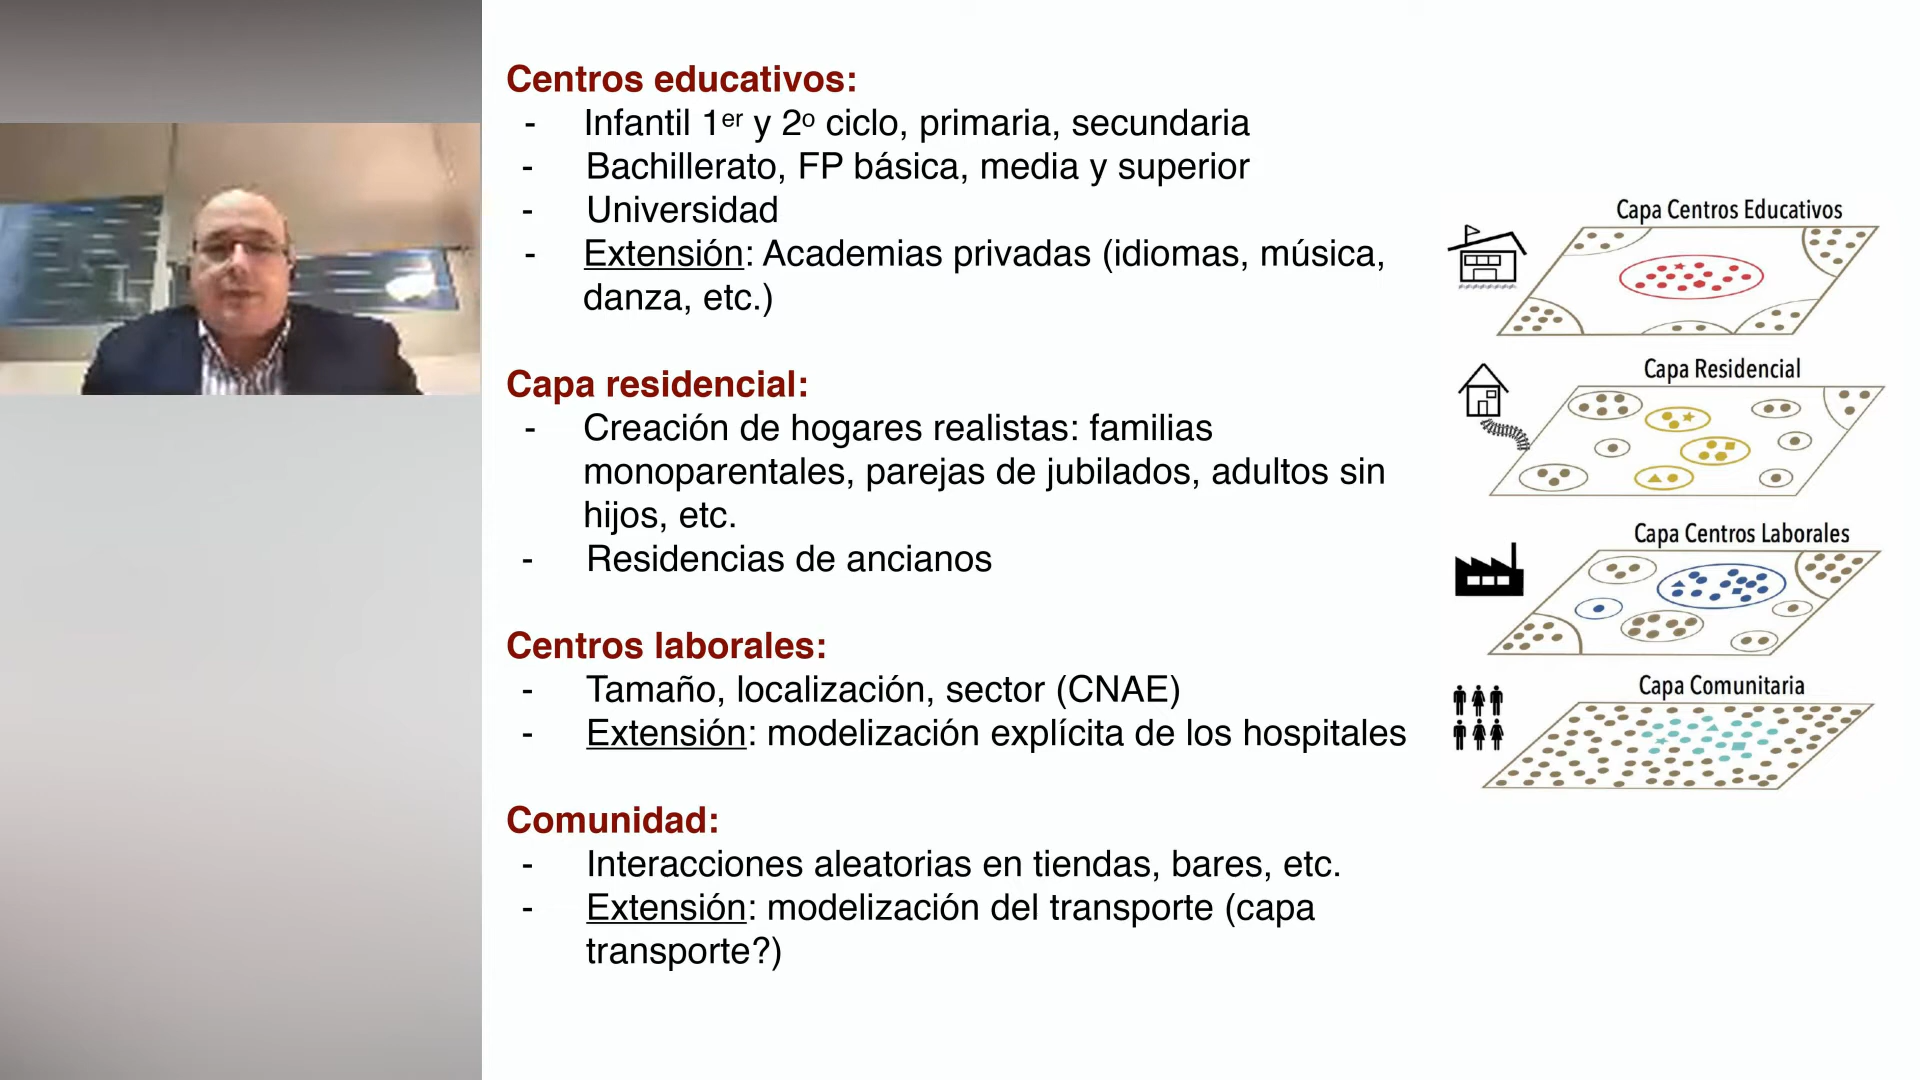 Centros educativos:
- Infantil 1er y 2o ciclo, primaria, secundaria
- Bachillerato, FP básica, media y superior
- Universidad
- Extensión: Academias privadas (idiomas, música,
danza, etc.)
Capa residencial:
- Creación de hogares realistas: familias
monoparentales, parejas de jubilados, adultos sin
hijos, etc.
- Residencias de ancianos
Centros laborales:
- Tamaño, localización, sector (CNAE)
- Extensión: modelización explícita de los hospitales
Comunidad:
- Interacciones aleatorias en tiendas, bares, etc.
- Extensión: modelización del transporte (capa
transporte?)
Capa Centros Educativos
Capa Residencial
Capa Centros Laborales
Capa Comunitaria